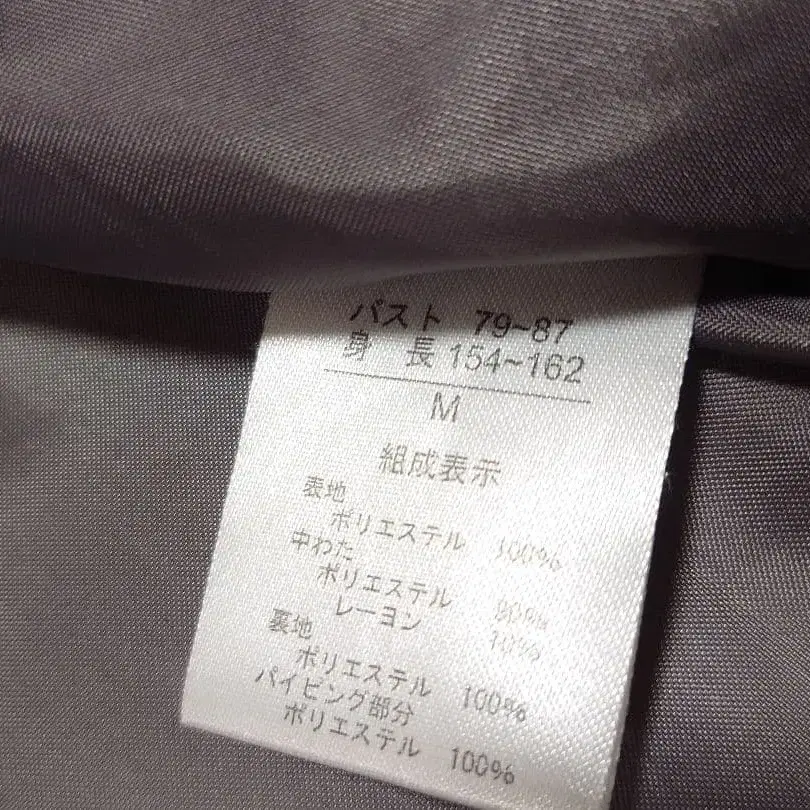 バスト 79~87
身 長 154~162
M
組成表示
表地
ポリエステル 100%
中わた
ポリエステル 90%
レーヨン 10%
裏地
ポリエステル 100%
パイピング部分
ポリエステル 100%